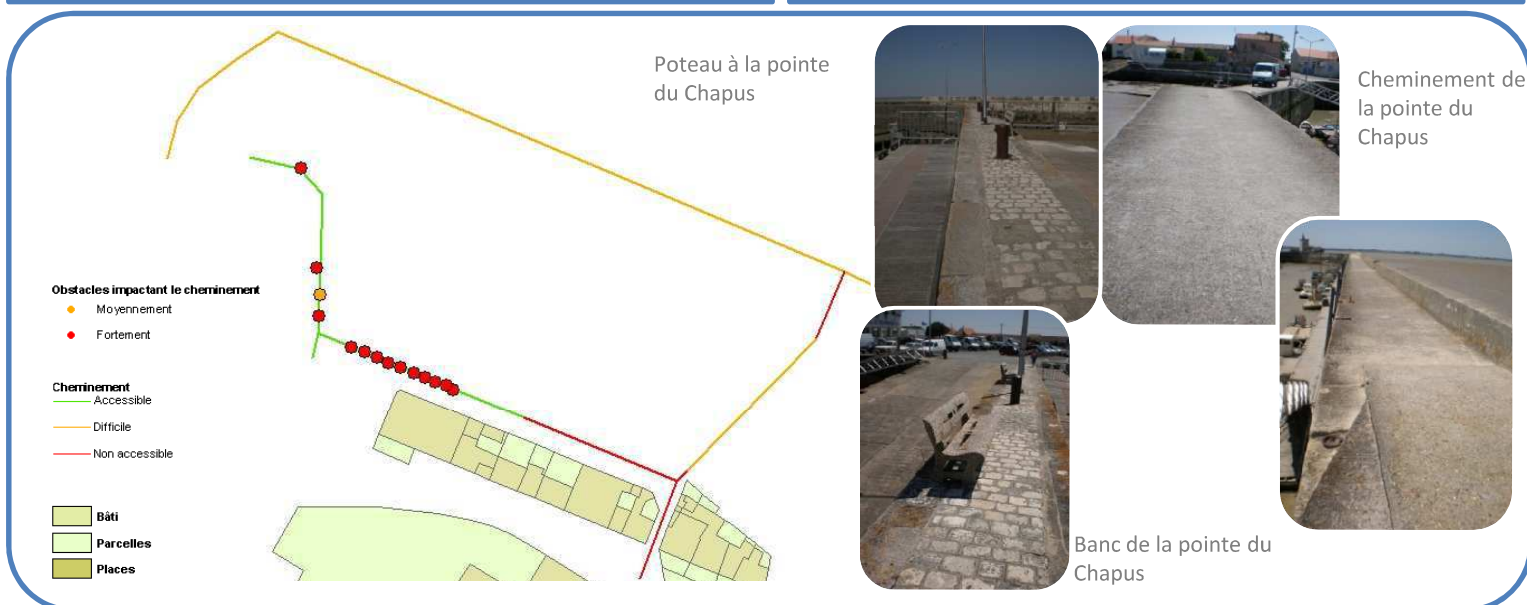 Poteau à la pointe
du Chapus
Cheminement de
la pointe du
Chapus
Obstacles impactant le cheminement
Moyennement
Fortement
Cheminement
Accessible
Difficile
Non accessible
Bâti
Parcelles
Places
Banc de la pointe du
Chapus